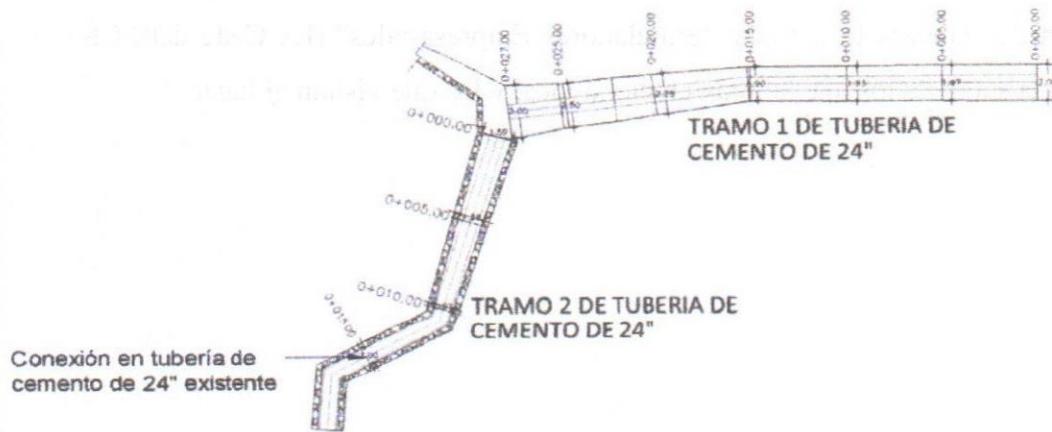 0+027.00
0+025.00
0+020.00
0+015.00
0+010.00
0+005.00
0+000.00
TRAMO 1 DE TUBERIA DE
CEMENTO DE 24"
0+000.00
0+005.00
0+010.00
TRAMO 2 DE TUBERIA DE
CEMENTO DE 24"
Conexión en tubería de
cemento de 24" existente